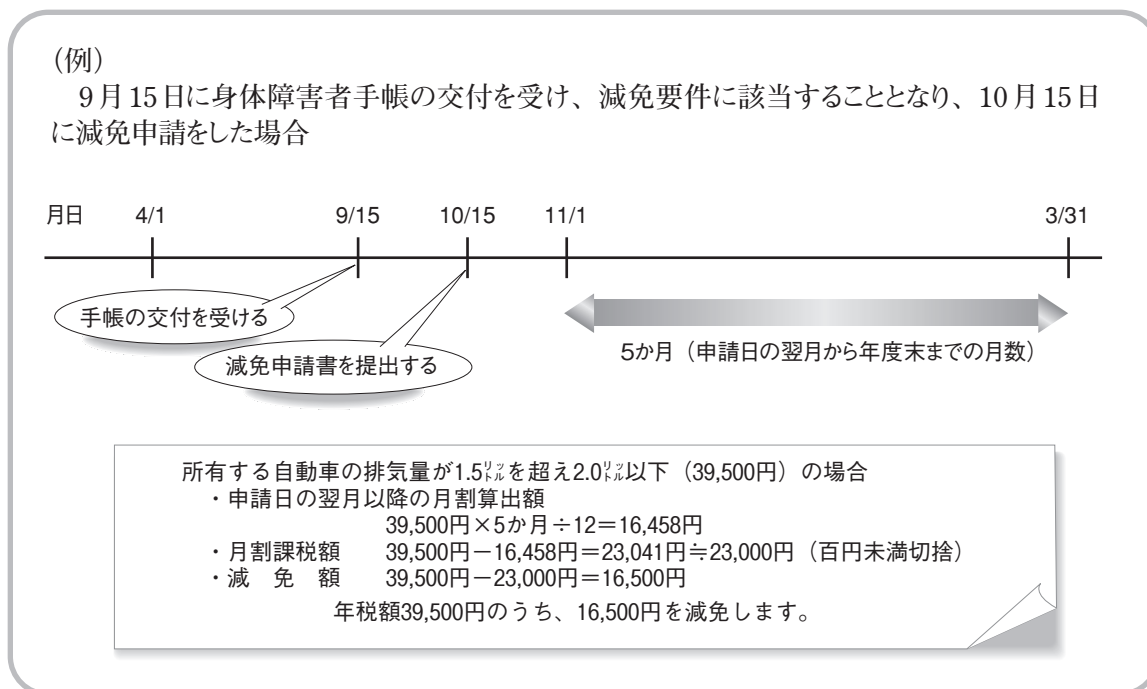 (例)
9月15日に身体障害者手帳の交付を受け、減免要件に該当することとなり、10月15日
に減免申請をした場合
月日 4/1 9/15 10/15 11/1 3/31
手帳の交付を受ける
減免申請書を提出する
5か月（申請日の翌月から年度末までの月数）
所有する自動車の排気量が1.5リットルを超え2.0リットル以下（39,500円）の場合
・申請日の翌月以降の月割算出額
39,500円×5か月÷12＝16,458円
・月割課税額 39,500円－16,458円＝23,041円≒23,000円（百円未満切捨）
・減 免 額 39,500円－23,000円＝16,500円
年税額39,500円のうち、16,500円を減免します。